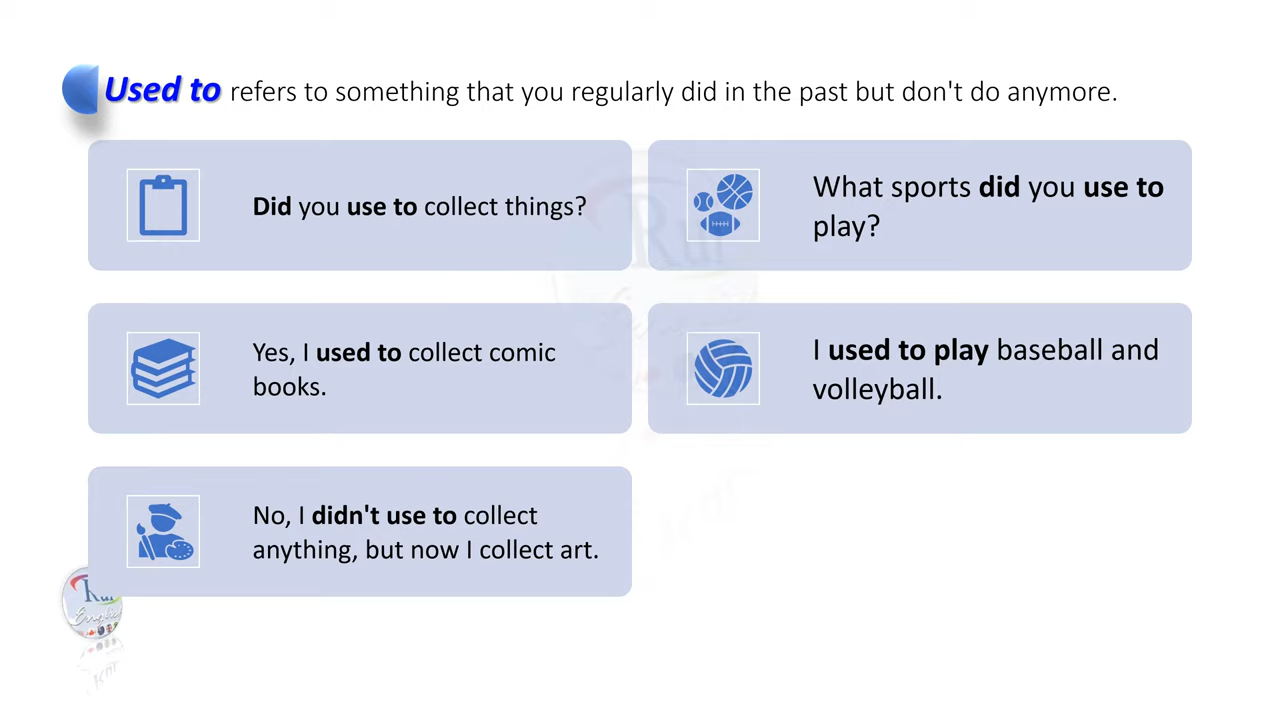 Used to refers to something that you regularly did in the past but don't do anymore.
Did you use to collect things?
What sports did you use to
play?
Yes, I used to collect comic
books.
I used to play baseball and
volleyball.
No, I didn't use to collect
anything, but now I collect art.